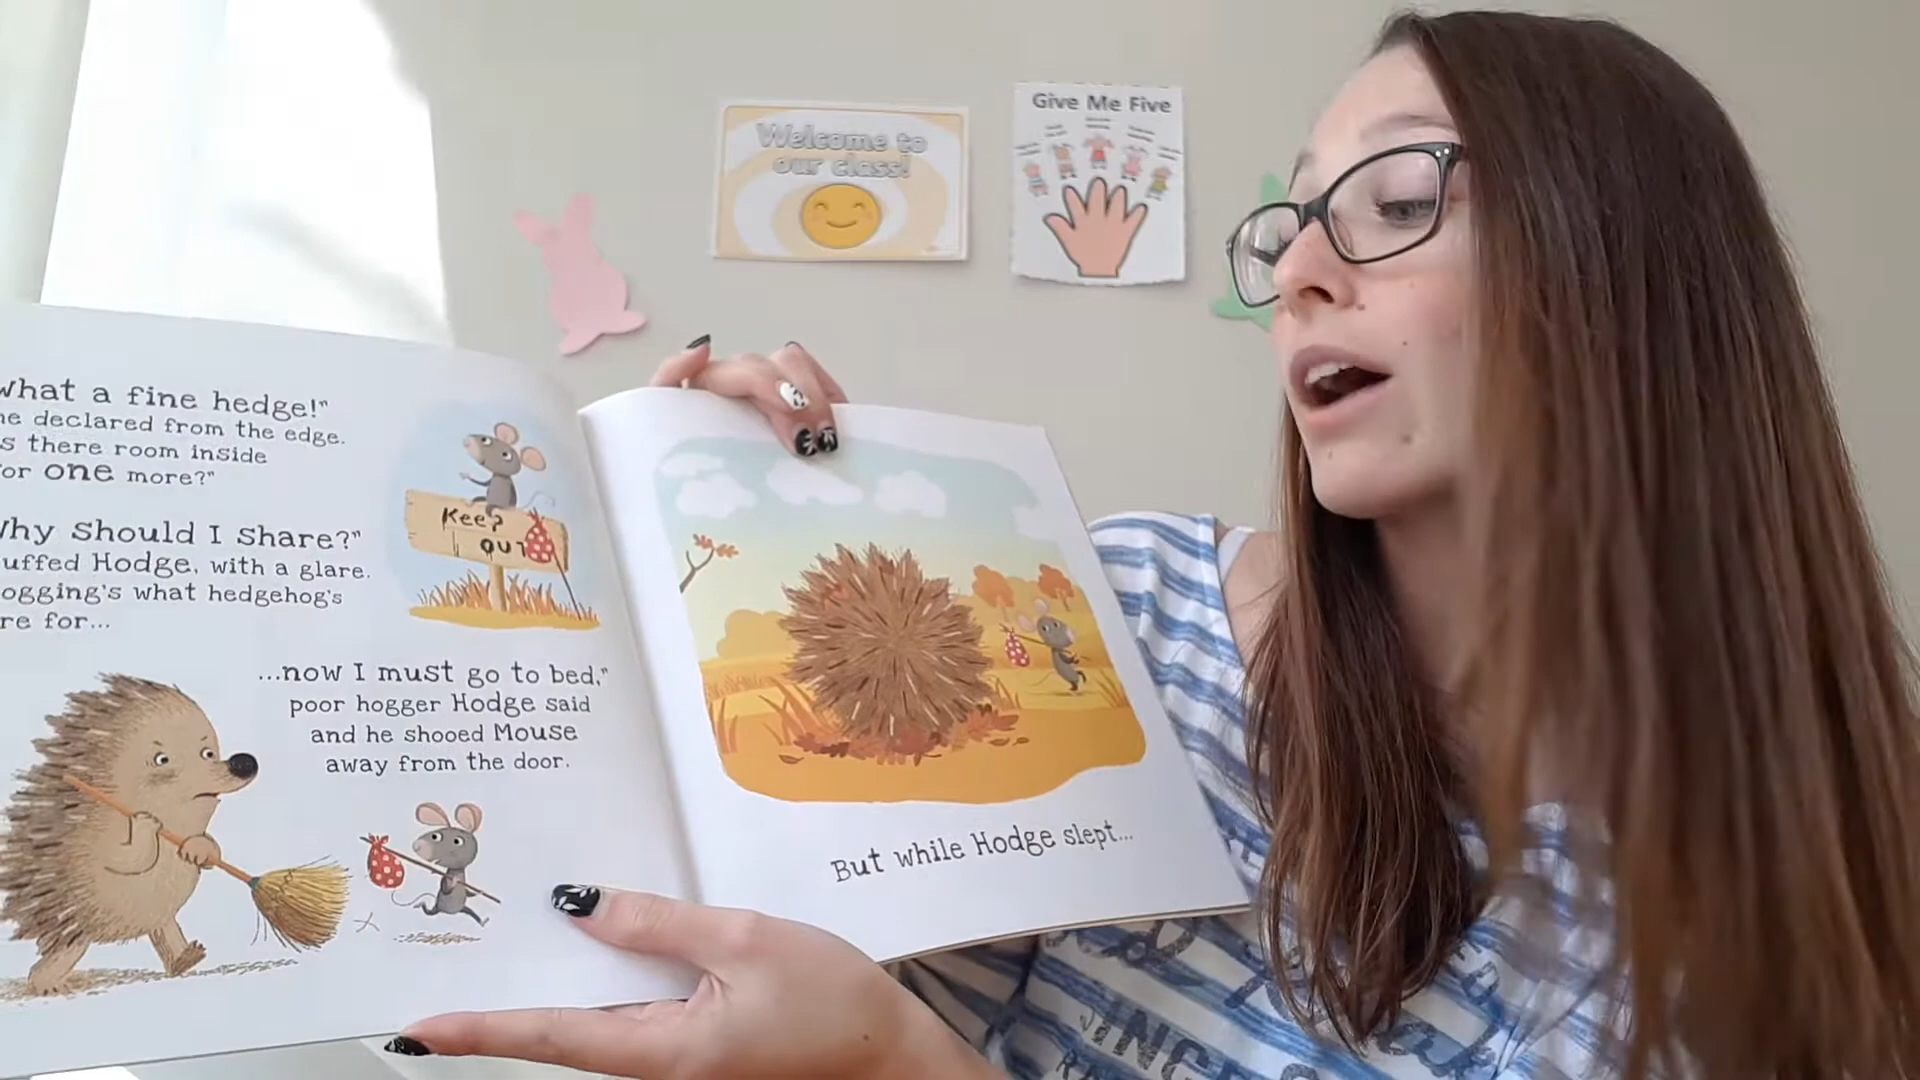 Welcome to
our class!
Give Me Five
what a fine hedge!"
he declared from the edge.
s there room inside
or one more?"
Why should I share?"
uffed Hodge, with a glare.
ogging's what hedgehog's
re for...
Keep
OUT
...now I must go to bed,"
poor hogger Hodge said
and he shooed Mouse
away from the door.
But while Hodge slept...